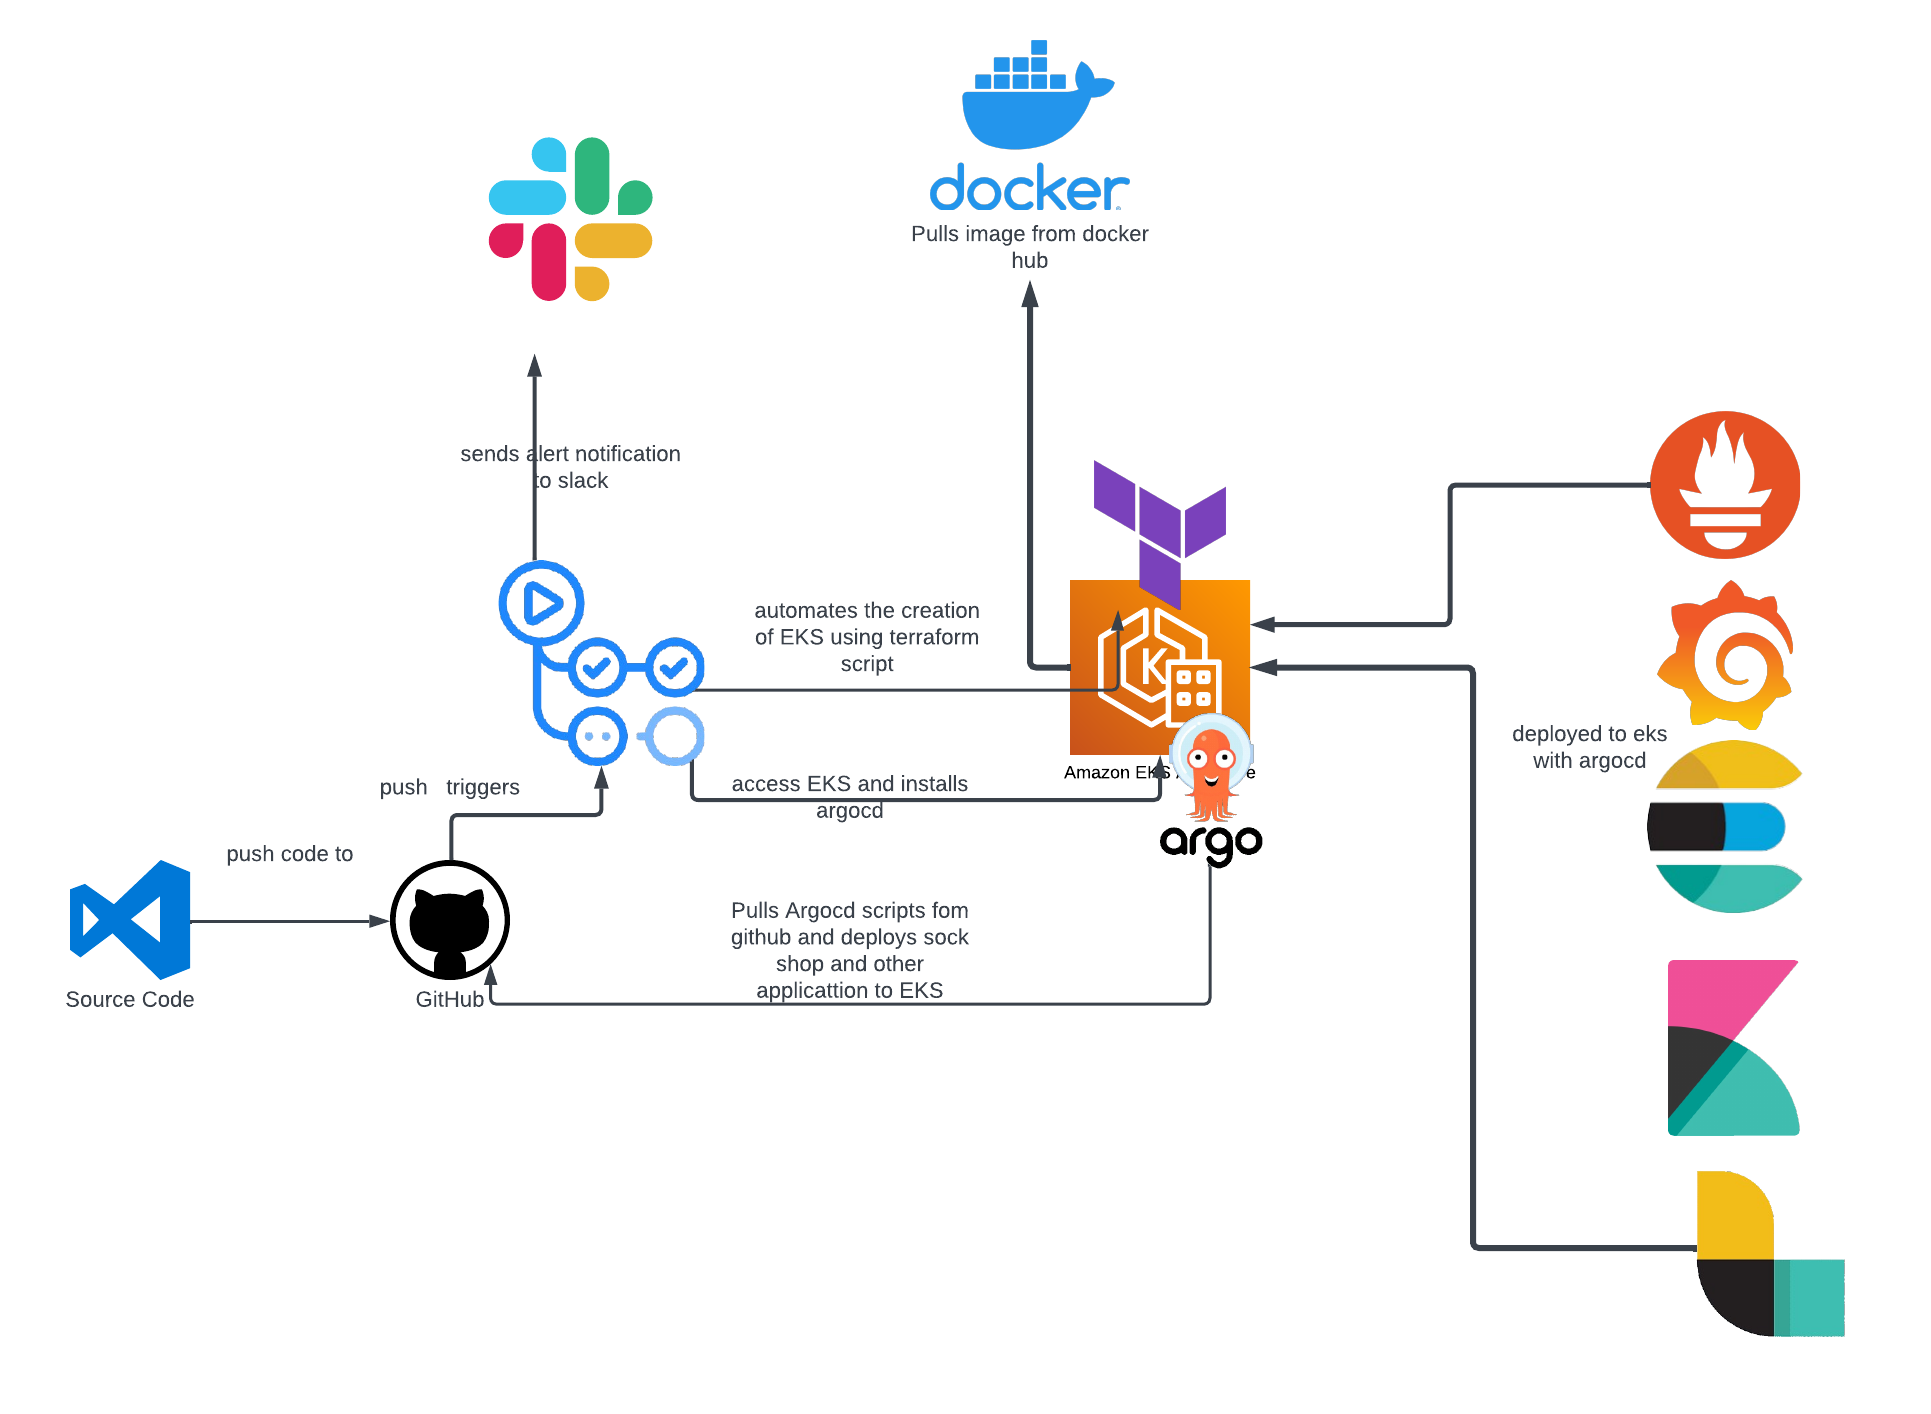 docker
Pulls image from docker
hub
sends alert notification
to slack
automates the creation
of EKS using terraform
script
K
deployed to eks
with argocd
Amazon EKS
access EKS and installs
argocd
argo
push triggers
push code to
Source Code
GitHub
Pulls Argocd scripts fom
github and deploys sock
shop and other
applicattion to EKS